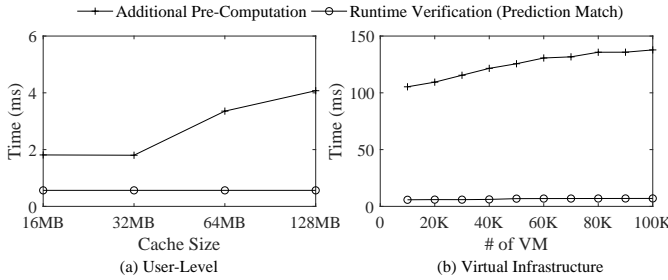 Additional Pre-Computation Runtime Verification (Prediction Match)
6
4
2
0
Time (ms)
16MB 32MB 64MB 128MB
Cache Size
(a) User-Level
150
100
50
0
Time (ms)
0 20K 40K 60K 80K 100K
# of VM
(b) Virtual Infrastructure